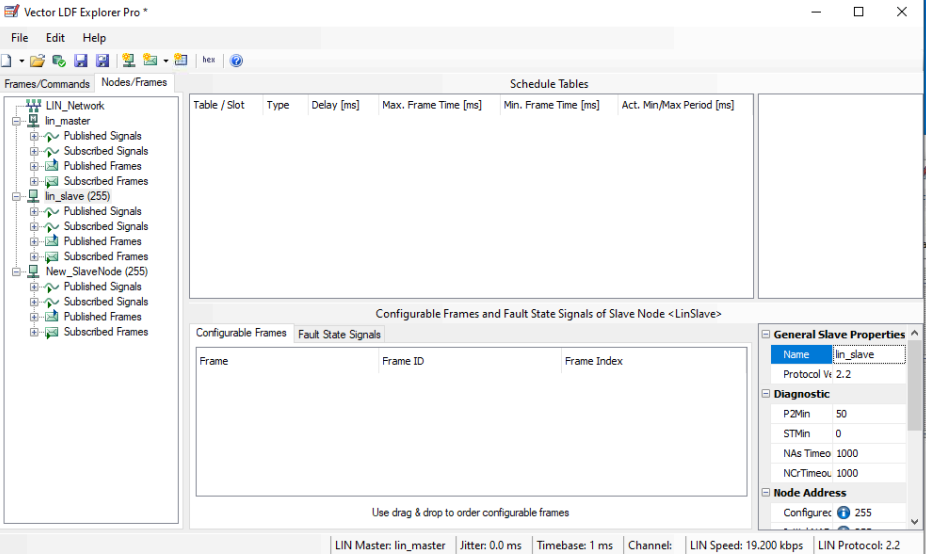 Vector LDF Explorer Pro *
File Edit Help
hex
Frames/Commands Nodes/Frames
LIN_Network
lin_master
Published Signals
Subscribed Signals
Published Frames
Subscribed Frames
lin_slave (255)
Published Signals
Subscribed Signals
Published Frames
Subscribed Frames
New_SlaveNode (255)
Published Signals
Subscribed Signals
Published Frames
Subscribed Frames
Schedule Tables
Table / Slot Type Delay [ms] Max. Frame Time [ms] Min. Frame Time [ms] Act. Min/Max Period [ms]
Configurable Frames and Fault State Signals of Slave Node <LinSlave>
Configurable Frames Fault State Signals
Frame Frame ID Frame Index
Use drag & drop to order configurable frames
General Slave Properties
Name lin_slave
Protocol Ve 2.2
Diagnostic
P2Min 50
STMin 0
NAs Timeo 1000
NCrTimeou 1000
Node Address
Configured 255
LIN Master: lin_master Jitter: 0.0 ms Timebase: 1 ms Channel: LIN Speed: 19.200 kbps LIN Protocol: 2.2